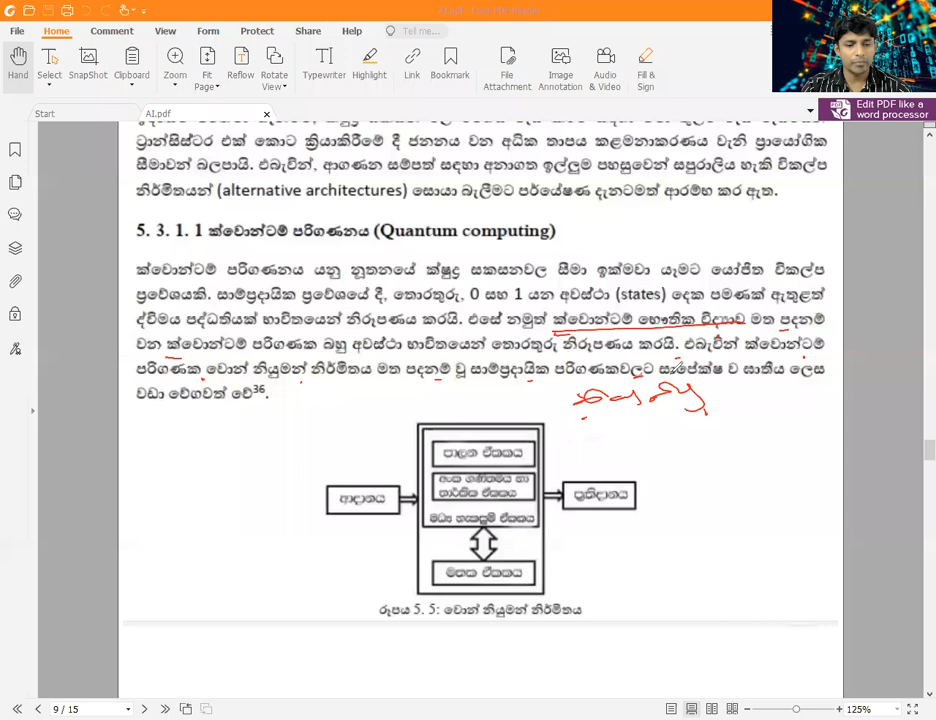 File Home Comment View Form Protect Share Help Tell me...
Hand Select SnapShot Clipboard Zoom Fit Page Reflow Rotate View Typewriter Highlight Link Bookmark File Attachment Image Annotation Audio & Video Fill & Sign
Start AI.pdf Edit PDF like a word processor
ට්‍රාන්සිස්ටර එක් කොට ක්‍රියාකිරීමේ දී ජනනය වන අධික තාපය කළමනාකරණය වැනි ප්‍රායෝගික
සීමාවන් බලපායි. එබැවින්, ආගණන සම්පත් සඳහා අනාගත ඉල්ලුම පහසුවෙන් සපුරාලිය හැකි විකල්ප
නිර්මිතයන් (alternative architectures) සොයා බැලීමට පර්යේෂණ දැනටමත් ආරම්භ කර ඇත.
5. 3. 1. 1 ක්වොන්ටම් පරිගණනය (Quantum computing)
ක්වොන්ටම් පරිගණනය යනු නූතනයේ ක්ෂුද්‍ර සකසනවල සීමා ඉක්මවා යෑමට යෝජිත විකල්ප
ප්‍රවේශයකි. සාම්ප්‍රදායික ප්‍රවේශයේ දී, තොරතුරු, 0 සහ 1 යන අවස්ථා (states) දෙක පමණක් ඇතුළත්
ද්විමය පද්ධතියක් භාවිතයෙන් නිරූපණය කරයි. එසේ නමුත් ක්වොන්ටම් භෞතික විද්‍යාව මත පදනම්
වන ක්වොන්ටම් පරිගණක බහු අවස්ථා භාවිතයෙන් තොරතුරු නිරූපණය කරයි. එබැවින් ක්වොන්ටම්
පරිගණක වොන් නියුමන් නිර්මිතය මත පදනම් වූ සාම්ප්‍රදායික පරිගණකවලට සාපේක්ෂ ව ඝාතීය ලෙස
වඩා වේගවත් වේ36.
පාලන ඒකකය
අංක ගණිතමය හා
තාර්කික ඒකකය
ආදානය ප්‍රතිදානය
මධ්‍ය සැකසුම් ඒකකය
මතක ඒකකය
රූපය 5. 5: වොන් නියුමන් නිර්මිතය
9 / 15 125%